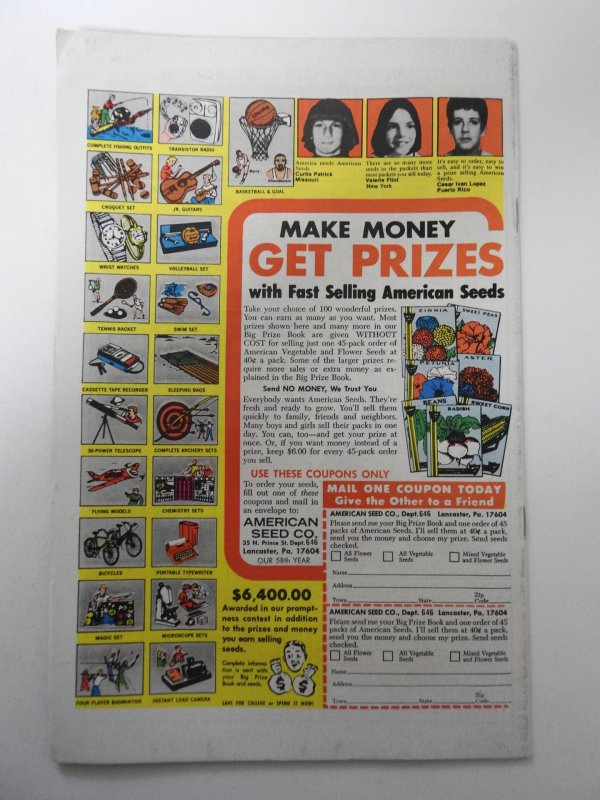 COMPLETE FISHING OUTFITS
TRANSISTOR RADIO
CROQUET SET
JR. GUITARS
WRIST WATCHES
VOLLEYBALL SET
TENNIS RACKET
SWIM SET
CASSETTE TAPE RECORDER
SLEEPING BAGS
30-POWER TELESCOPE
COMPLETE ARCHERY SETS
FLYING MODELS
CHEMISTRY SETS
BICYCLES
PORTABLE TYPEWRITER
MAGIC SET
MICROSCOPE SETS
FOUR PLAYER BADMINTON
INSTANT LOAD CAMERA
BASKETBALL & GOAL
America needs American
Seeds
Curtis Patrick
Missouri
There are so many more
seeds in the packets than
most packets you sell today.
Valerie Flint
New York
It's easy to order, easy to
sell, and it's easy to win
a prize selling American
Seeds.
Cesar Ivan Lopez
Puerto Rico
MAKE MONEY
GET PRIZES
with Fast Selling American Seeds
Take your choice of 100 wonderful prizes.
You can earn as many as you want. Most
prizes shown here and many more in our
Big Prize Book are given WITHOUT
COST for selling just one 45-pack order of
American Vegetable and Flower Seeds at
40¢ a pack. Some of the larger prizes re-
quire more sales or extra money as ex-
plained in the Big Prize Book.
Send NO MONEY, We Trust You
Everybody wants American Seeds. They're
fresh and ready to grow. You'll sell them
quickly to family, friends and neighbors.
Many boys and girls sell their packs in one
day. You can, too—and get your prize at
once. Or, if you want money instead of a
prize, keep $6.00 for every 45-pack order
you sell.
ZINNIA
SWEET PEAS
PETUNIA
ASTER
BEANS
RADISH
SWEET CORN
USE THESE COUPONS ONLY
To order your seeds,
fill out one of these
coupons and mail in
an envelope to:
AMERICAN
SEED CO.
35 N. Prince St. Dept. 646
Lancaster, Pa. 17604
OUR 58th YEAR
$6,400.00
Awarded in our prompt-
ness contest in addition
to the prizes and money
you earn selling
seeds.
Complete informa-
tion is sent with
your Big Prize
Book and seeds.
SAVE FOR COLLEGE or SPEND IT NOW!
MAIL ONE COUPON TODAY
Give the Other to a Friend
AMERICAN SEED CO., Dept. 646 Lancaster, Pa. 17604
Please send me your Big Prize Book and one order of 45
packs of American Seeds. I'll sell them at 40¢ a pack,
send you the money and choose my prize. Send seeds
checked.
All Flower Seeds
All Vegetable Seeds
Mixed Vegetable and Flower Seeds
Name
Address
Town State Zip Code
AMERICAN SEED CO., Dept. 646 Lancaster, Pa. 17604
Please send me your Big Prize Book and one order of 45
packs of American Seeds. I'll sell them at 40¢ a pack,
send you the money and choose my prize. Send seeds
checked.
All Flower Seeds
All Vegetable Seeds
Mixed Vegetable and Flower Seeds
Name
Address
Town State Zip Code